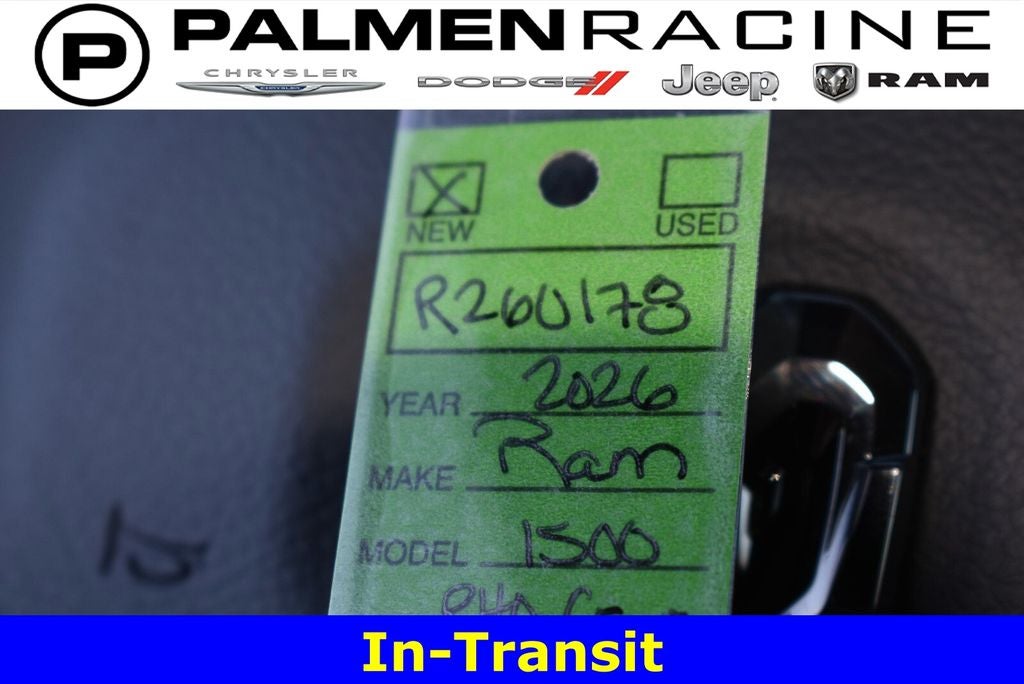 P PALMEN RACINE
CHRYSLER DODGE Jeep RAM
NEW USED
R260178
YEAR 2026
MAKE Ram
MODEL 1500
In-Transit